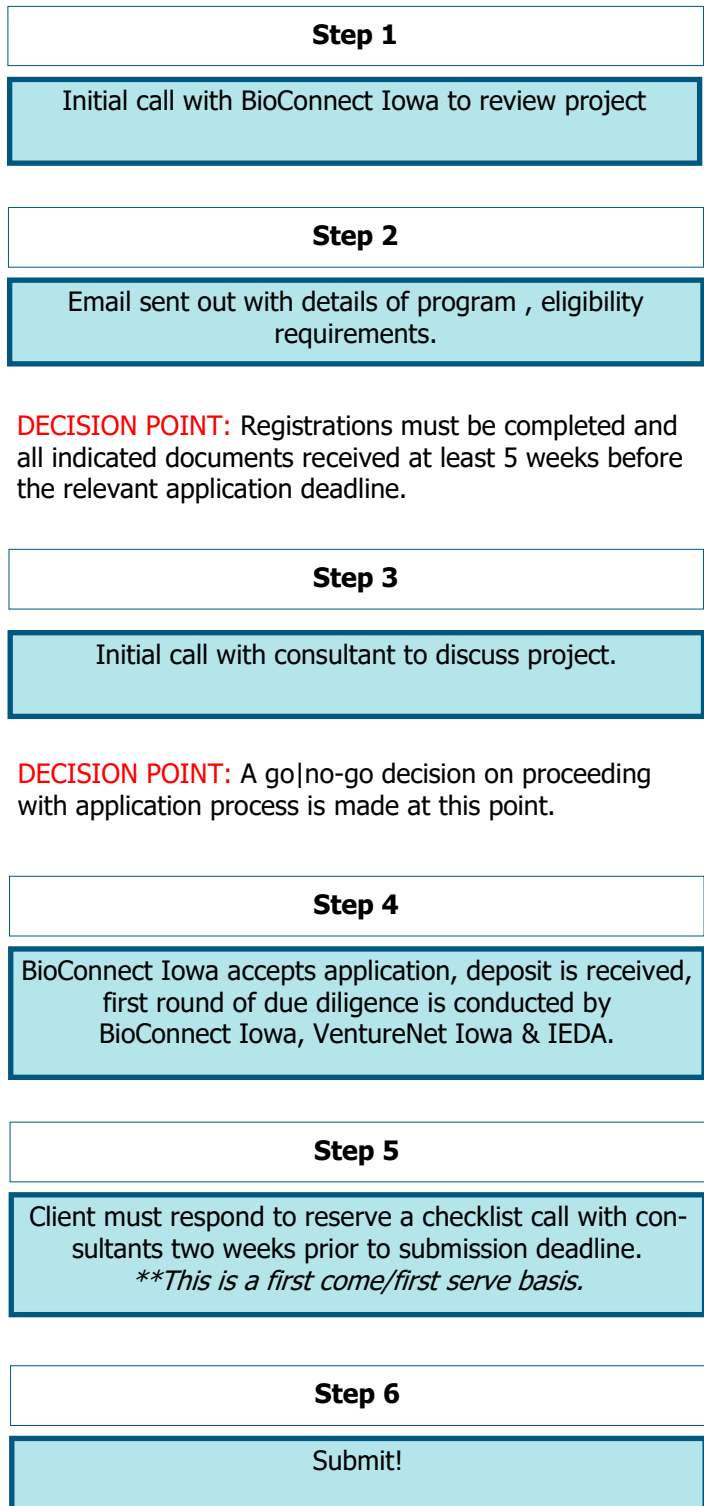 Step 1
Initial call with BioConnect Iowa to review project
Step 2
Email sent out with details of program , eligibility
requirements.
DECISION POINT: Registrations must be completed and
all indicated documents received at least 5 weeks before
the relevant application deadline.
Step 3
Initial call with consultant to discuss project.
DECISION POINT: A go|no-go decision on proceeding
with application process is made at this point.
Step 4
BioConnect Iowa accepts application, deposit is received,
first round of due diligence is conducted by
BioConnect Iowa, VentureNet Iowa & IEDA.
Step 5
Client must respond to reserve a checklist call with con-
sultants two weeks prior to submission deadline.
**This is a first come/first serve basis.
Step 6
Submit!